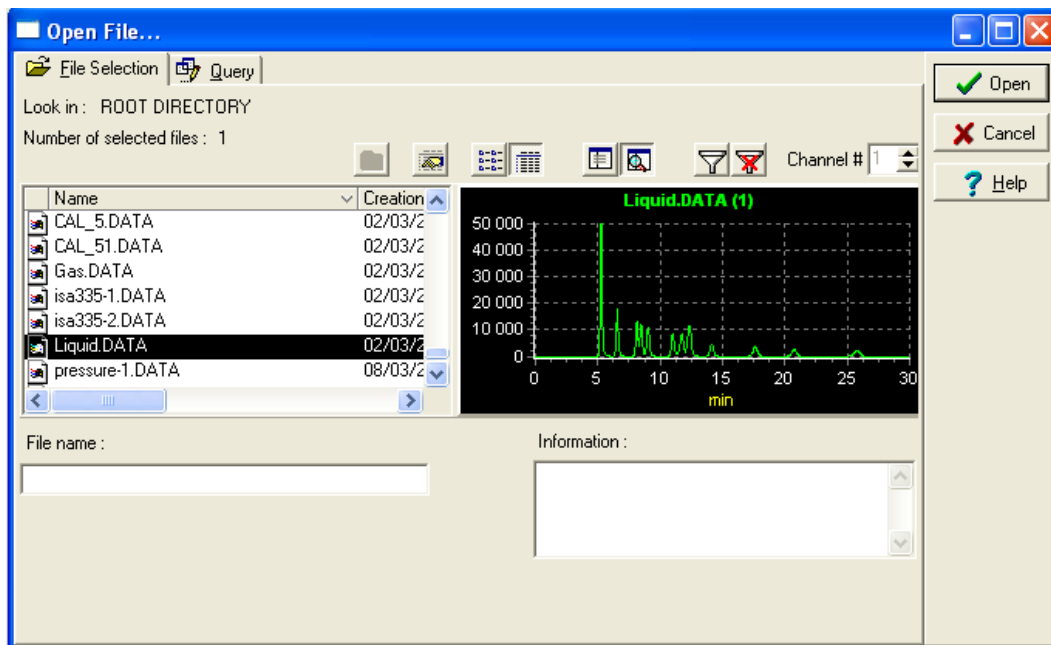 Open File...
File Selection Query
Look in : ROOT DIRECTORY
Number of selected files : 1
Channel # 1
Open
Cancel
Help
Name Creation
CAL_5.DATA 02/03/2
CAL_51.DATA 02/03/2
Gas.DATA 02/03/2
isa335-1.DATA 02/03/2
isa335-2.DATA 02/03/2
Liquid.DATA 02/03/2
pressure-1.DATA 08/03/2
Liquid.DATA (1)
50 000
40 000
30 000
20 000
10 000
0
0 5 10 15 20 25 30
min
File name :
Information :